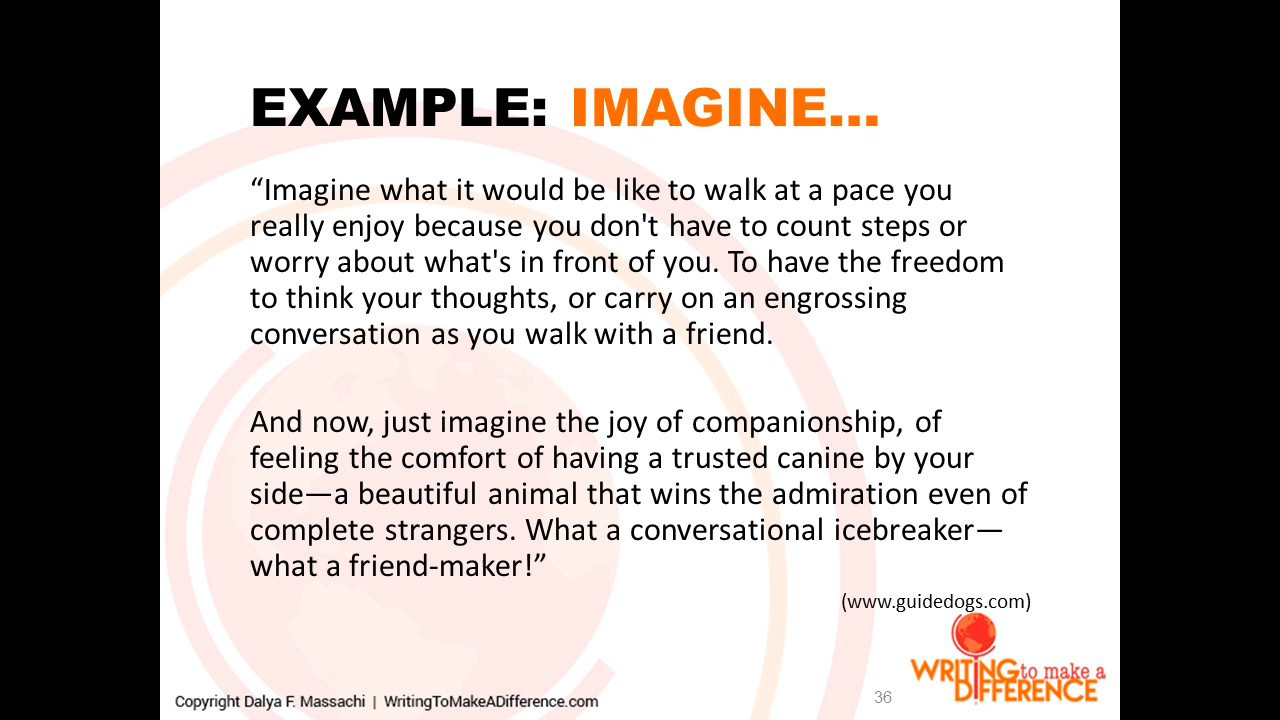 EXAMPLE: IMAGINE...
“Imagine what it would be like to walk at a pace you
really enjoy because you don't have to count steps or
worry about what's in front of you. To have the freedom
to think your thoughts, or carry on an engrossing
conversation as you walk with a friend.
And now, just imagine the joy of companionship, of
feeling the comfort of having a trusted canine by your
side—a beautiful animal that wins the admiration even of
complete strangers. What a conversational icebreaker—
what a friend-maker!”
(www.guidedogs.com)
WRITING to make a
DIFFERENCE
Copyright Dalya F. Massachi | WritingToMakeADifference.com
36